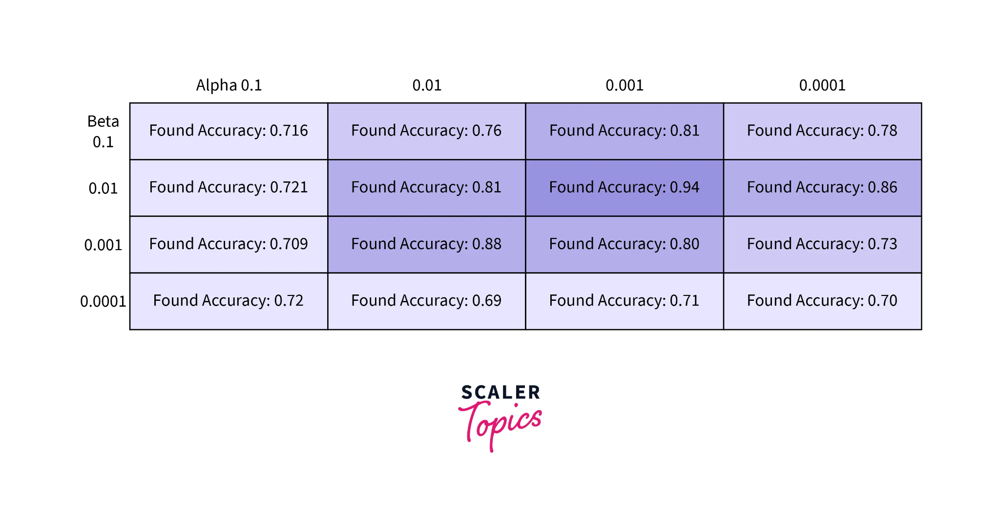 Alpha 0.1 0.01 0.001 0.0001
Beta
0.1
Found Accuracy: 0.716 Found Accuracy: 0.76 Found Accuracy: 0.81 Found Accuracy: 0.78
0.01 Found Accuracy: 0.721 Found Accuracy: 0.81 Found Accuracy: 0.94 Found Accuracy: 0.86
0.001 Found Accuracy: 0.709 Found Accuracy: 0.88 Found Accuracy: 0.80 Found Accuracy: 0.73
0.0001 Found Accuracy: 0.72 Found Accuracy: 0.69 Found Accuracy: 0.71 Found Accuracy: 0.70
SCALER
Topics